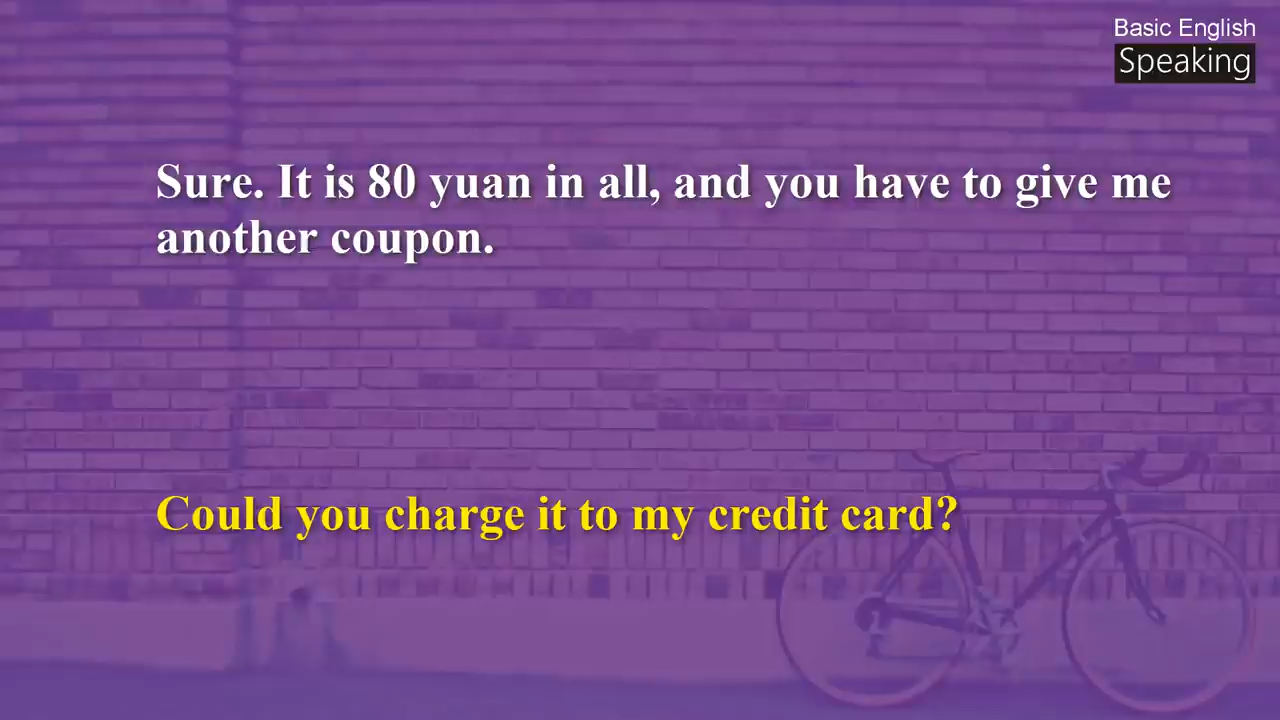 Basic English
Speaking
Sure. It is 80 yuan in all, and you have to give me
another coupon.
Could you charge it to my credit card?